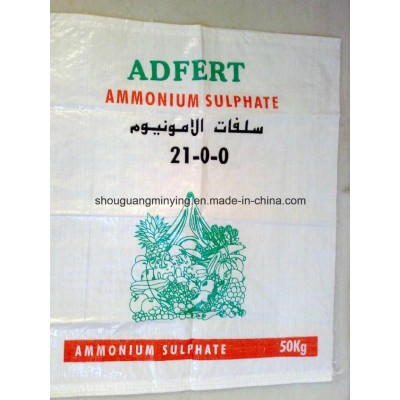 ADFERT
AMMONIUM SULPHATE
سلفات الامونيوم
21-0-0
shouguangminying.en.made-in-china.com
AMMONIUM SULPHATE 50Kg